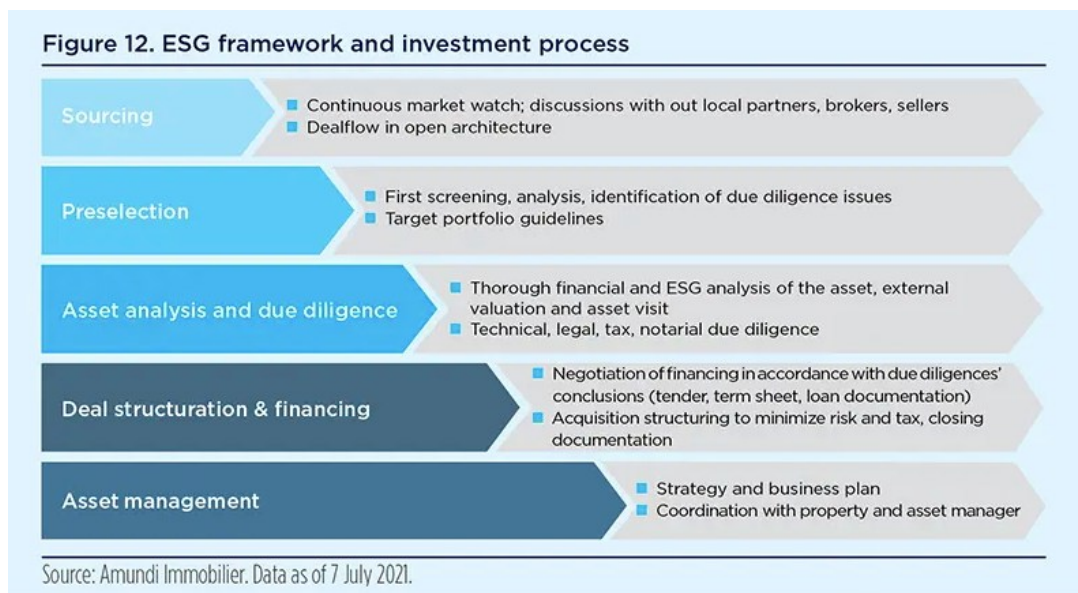 Figure 12. ESG framework and investment process
Sourcing
Continuous market watch; discussions with out local partners, brokers, sellers
Dealflow in open architecture
Preselection
First screening, analysis, identification of due diligence issues
Target portfolio guidelines
Asset analysis and due diligence
Thorough financial and ESG analysis of the asset, external
valuation and asset visit
Technical, legal, tax, notarial due diligence
Deal structuration & financing
Negotiation of financing in accordance with due diligences’
conclusions (tender, term sheet, loan documentation)
Acquisition structuring to minimize risk and tax, closing
documentation
Asset management
Strategy and business plan
Coordination with property and asset manager
Source: Amundi Immobilier. Data as of 7 July 2021.